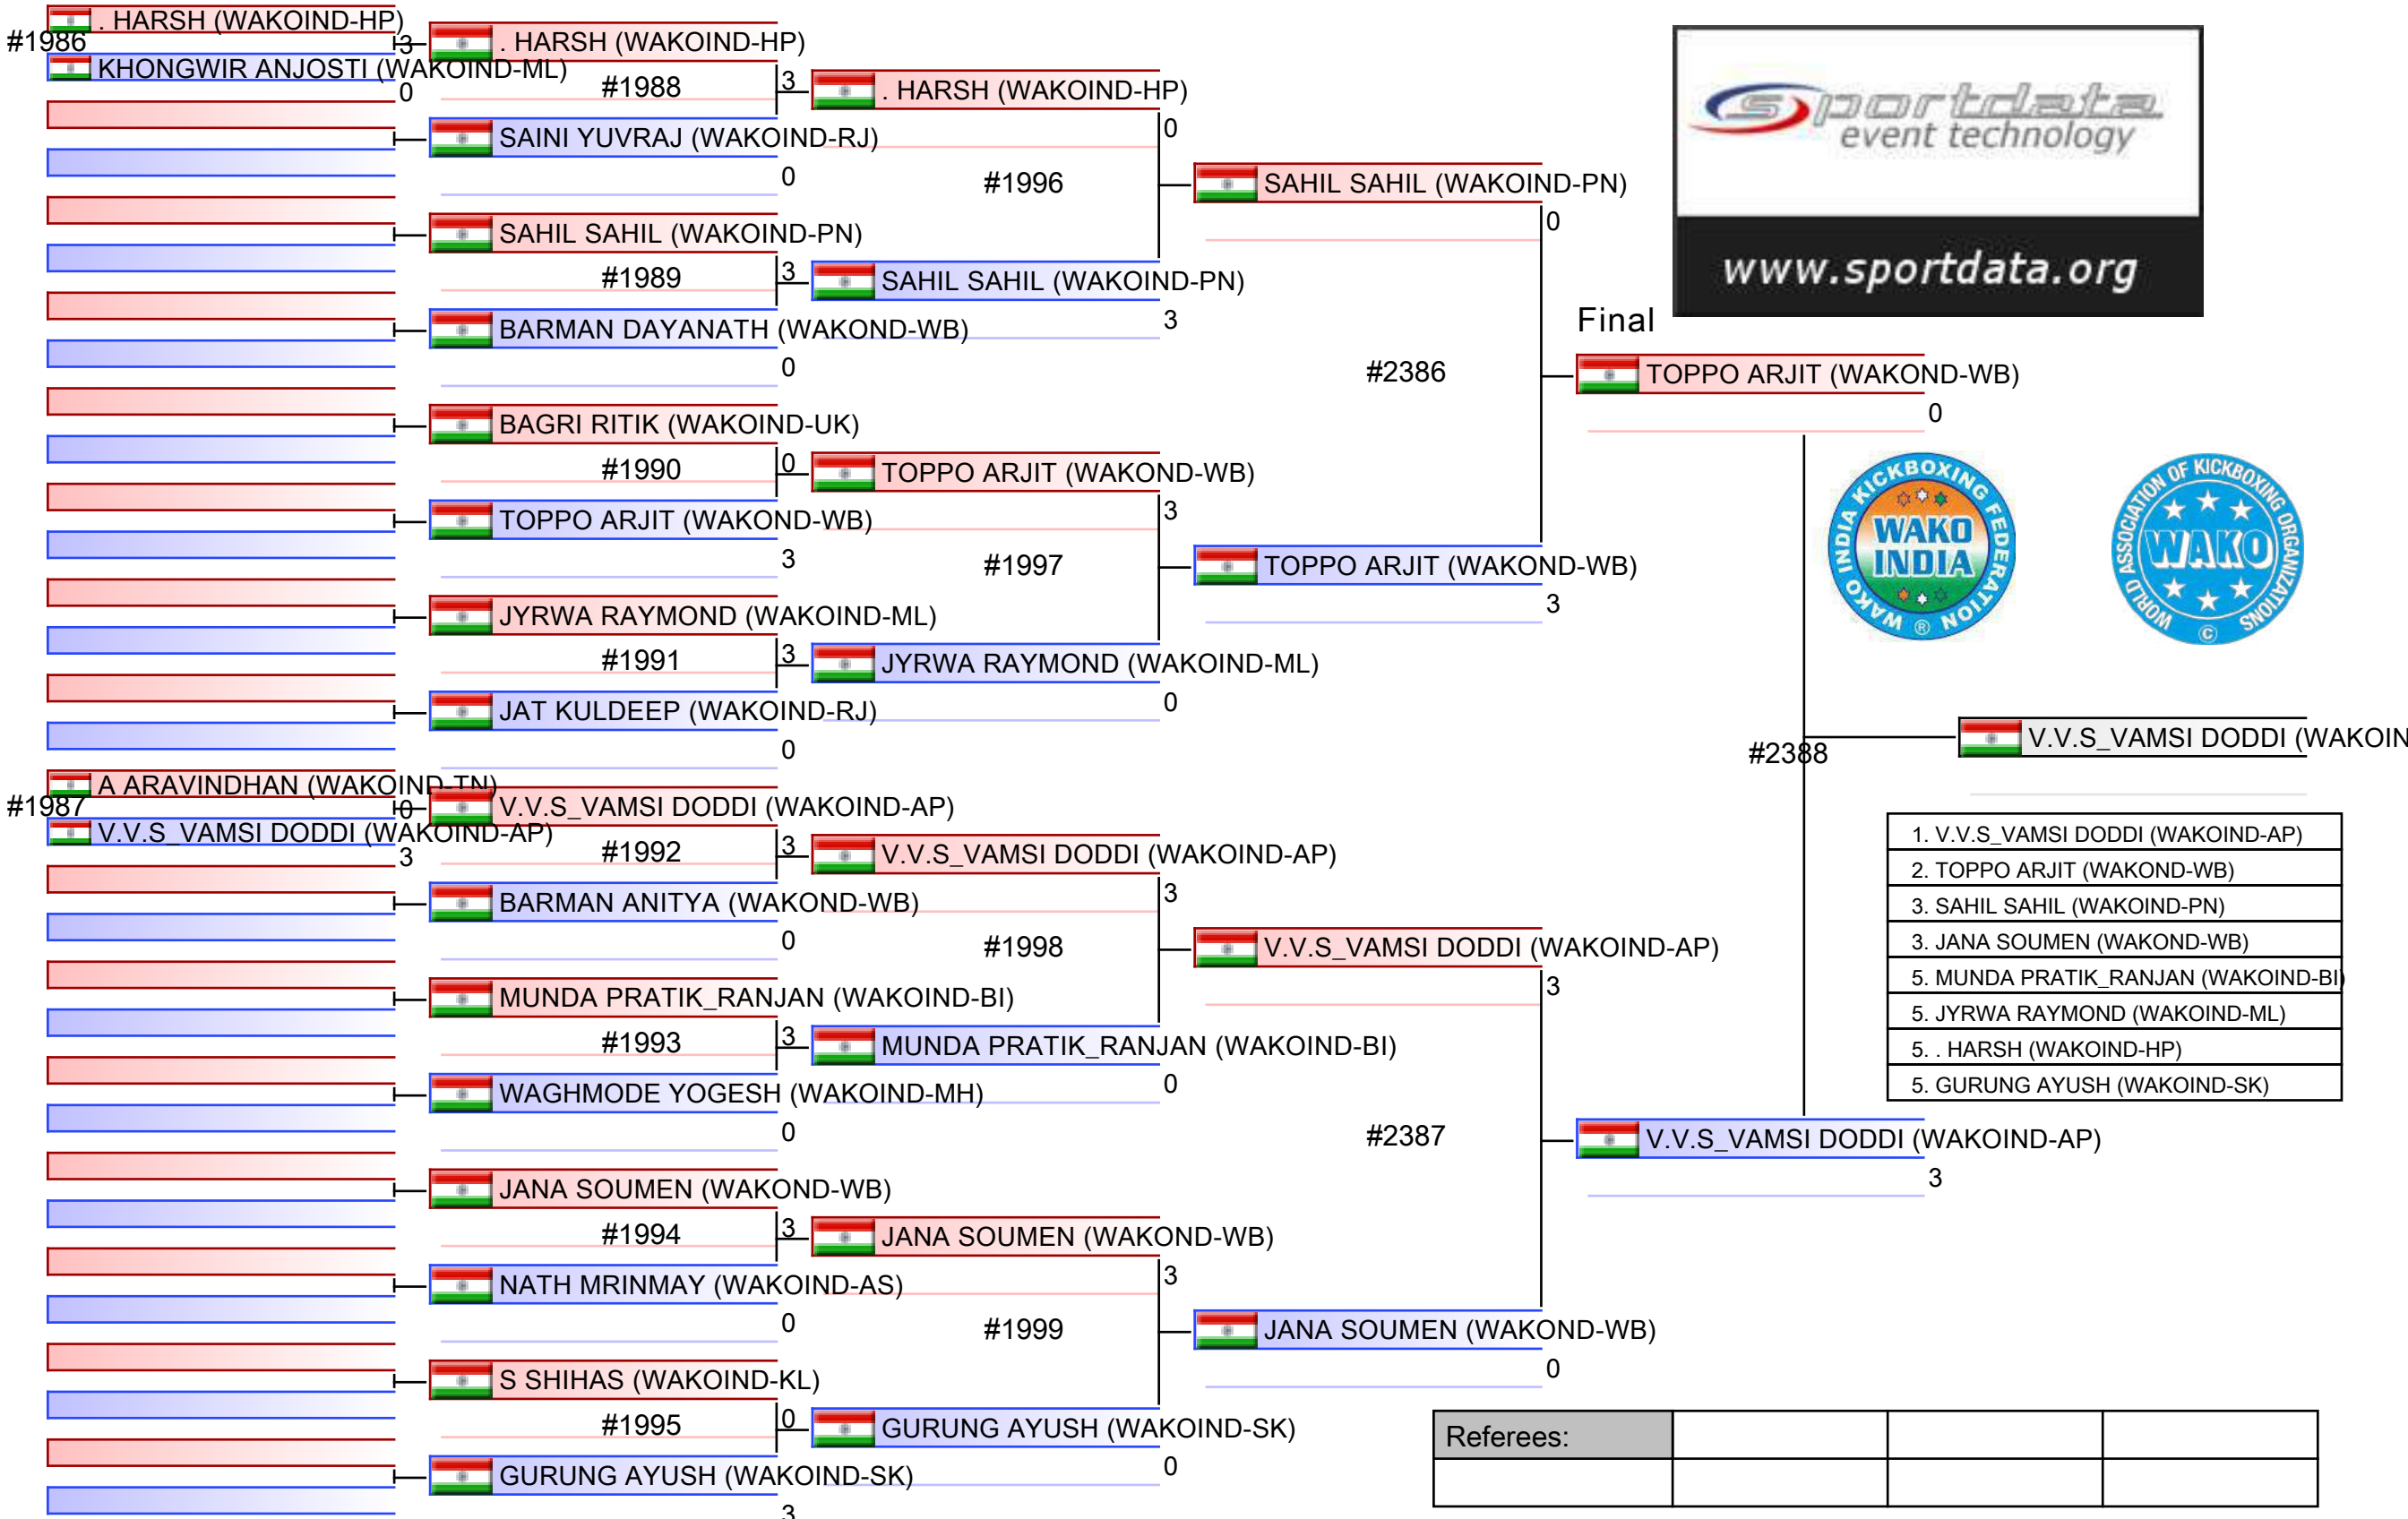 . HARSH (WAKOIND-HP)
#1986
3
KHONGWIR ANJOSTI (WAKOIND-ML)
0
A ARAVINDHAN (WAKOIND-TN)
#1987
0
V.V.S_VAMSI DODDI (WAKOIND-AP)
3
. HARSH (WAKOIND-HP)
#1988
3
SAINI YUVRAJ (WAKOIND-RJ)
0
SAHIL SAHIL (WAKOIND-PN)
#1989
3
BARMAN DAYANATH (WAKOND-WB)
0
BAGRI RITIK (WAKOIND-UK)
#1990
0
TOPPO ARJIT (WAKOND-WB)
3
JYRWA RAYMOND (WAKOIND-ML)
#1991
3
JAT KULDEEP (WAKOIND-RJ)
0
V.V.S_VAMSI DODDI (WAKOIND-AP)
#1992
3
BARMAN ANITYA (WAKOND-WB)
0
MUNDA PRATIK_RANJAN (WAKOIND-BI)
#1993
3
WAGHMODE YOGESH (WAKOIND-MH)
0
JANA SOUMEN (WAKOND-WB)
#1994
3
NATH MRINMAY (WAKOIND-AS)
0
S SHIHAS (WAKOIND-KL)
#1995
0
GURUNG AYUSH (WAKOIND-SK)
3
. HARSH (WAKOIND-HP)
0
#1996
SAHIL SAHIL (WAKOIND-PN)
3
TOPPO ARJIT (WAKOND-WB)
3
#1997
JYRWA RAYMOND (WAKOIND-ML)
0
V.V.S_VAMSI DODDI (WAKOIND-AP)
3
#1998
MUNDA PRATIK_RANJAN (WAKOIND-BI)
0
JANA SOUMEN (WAKOND-WB)
3
#1999
GURUNG AYUSH (WAKOIND-SK)
0
SAHIL SAHIL (WAKOIND-PN)
0
#2386
TOPPO ARJIT (WAKOND-WB)
3
V.V.S_VAMSI DODDI (WAKOIND-AP)
3
#2387
JANA SOUMEN (WAKOND-WB)
0
sportdata
event technology
www.sportdata.org
Final
TOPPO ARJIT (WAKOND-WB)
0
WAKO INDIA KICKBOXING FEDERATION ®
WAKO
INDIA
WORLD ASSOCIATION OF KICKBOXING ORGANIZATIONS
WAKO
©
#2388
V.V.S_VAMSI DODDI (WAKOIN
V.V.S_VAMSI DODDI (WAKOIND-AP)
3
1. V.V.S_VAMSI DODDI (WAKOIND-AP)
2. TOPPO ARJIT (WAKOND-WB)
3. SAHIL SAHIL (WAKOIND-PN)
3. JANA SOUMEN (WAKOND-WB)
5. MUNDA PRATIK_RANJAN (WAKOIND-BI)
5. JYRWA RAYMOND (WAKOIND-ML)
5. . HARSH (WAKOIND-HP)
5. GURUNG AYUSH (WAKOIND-SK)
Referees: